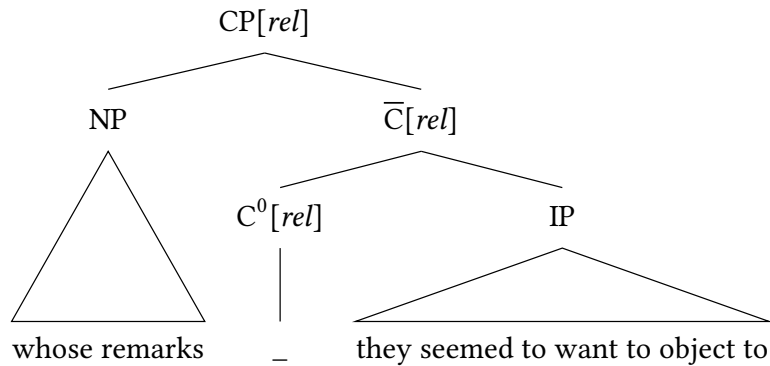 CP[rel]
NP C̅[rel]
C⁰[rel] IP
whose remarks _ they seemed to want to object to